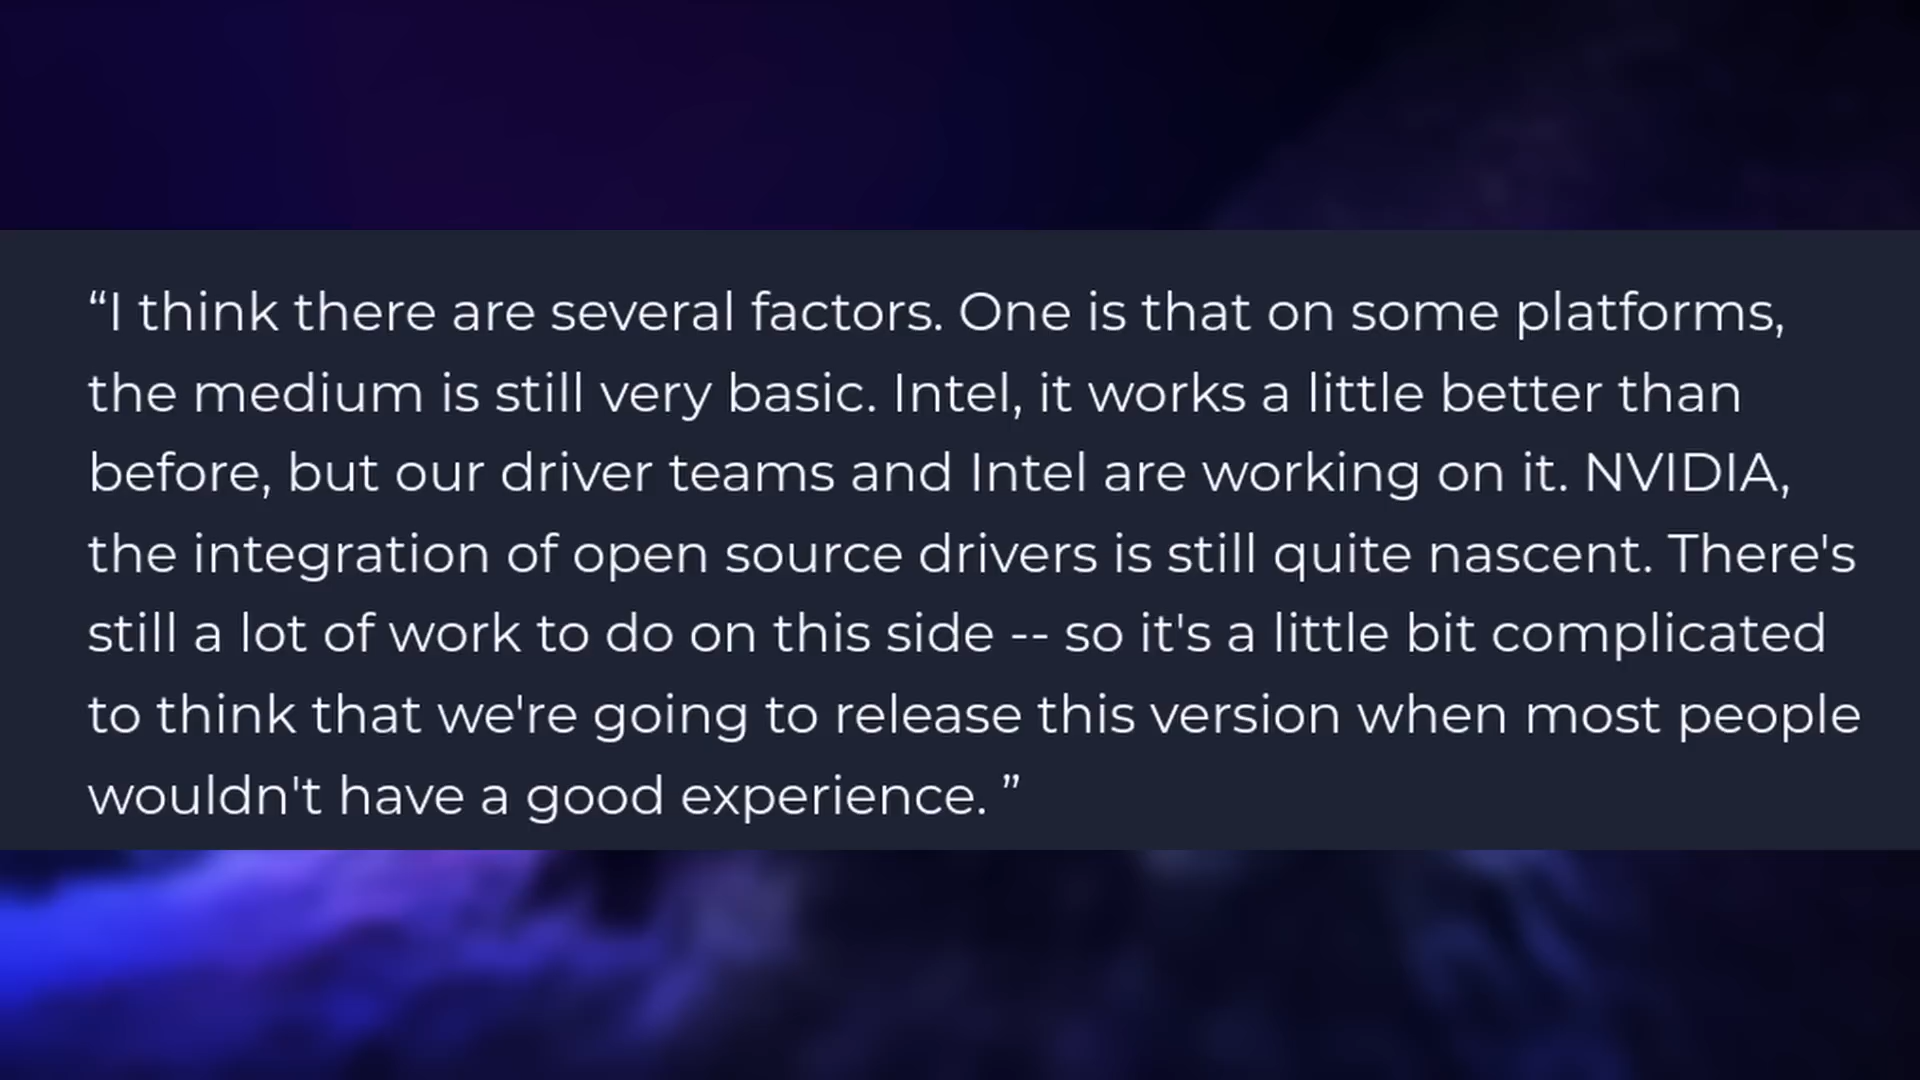 “I think there are several factors. One is that on some platforms,
the medium is still very basic. Intel, it works a little better than
before, but our driver teams and Intel are working on it. NVIDIA,
the integration of open source drivers is still quite nascent. There's
still a lot of work to do on this side -- so it's a little bit complicated
to think that we're going to release this version when most people
wouldn't have a good experience. ”